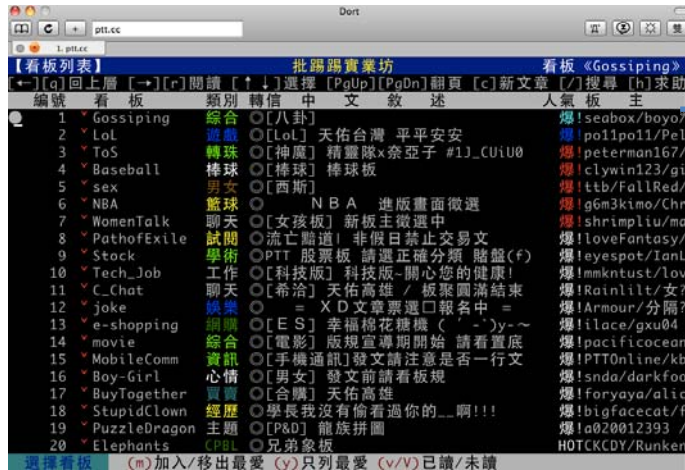 Dort
ptt.cc
1. ptt.cc
【看板列表】 批踢踢實業坊 看板《Gossiping》
[←][q]回上層 [→][r]閱讀 [↑↓]選擇 [PgUp][PgDn]翻頁 [c]新文章 [/]搜尋 [h]求助
編號 看 板 類別 轉信 中 文 敘 述 人氣 板 主
1 ˇGossiping 綜合 ◎[八卦] 爆!seabox/boyo7
2 ˇLoL 遊戲 ◎[LoL] 天佑台灣 平平安安 爆!po11po11/Pel
3 ˇToS 轉珠 ◎[神魔] 精靈隊x奈亞子 #1J_CUiU0 爆!peterman167/
4 ˇBaseball 棒球 ◎[棒球] 棒球板 爆!clywin123/gi
5 ˇsex 男女 ◎[西斯] 爆!ttb/FallRed/
6 ˇNBA 籃球 ◎ NBA 進版畫面徵選 爆!g6m3kimo/Chr
7 ˇWomenTalk 聊天 ◎[女孩板] 新板主徵選中 爆!shrimpliu/ma
8 ˇPathofExile 試閱 ◎流亡黯道| 非假日禁止交易文 爆!loveFantasy/
9 ˇStock 學術 ◎PTT 股票板 請選正確分類 賭盤(f) 爆!eyespot/IanL
10 ˇTech_Job 工作 ◎[科技版] 科技版~關心您的健康! 爆!mmkntust/lov
11 ˇC_Chat 聊天 ◎[希洽] 天佑高雄 / 板聚圓滿結束 爆!Rainlilt/女?
12 ˇjoke 娛樂 ◎ = XD文章票選□報名中 = 爆!Armour/分隔?
13 ˇe-shopping 網購 ◎[ES] 幸福棉花糖機 ( ˊ-ˋ)y-~ 爆!ilace/gxu04
14 ˇmovie 綜合 ◎[電影] 版規宣導期開始 請看置底 爆!pacificocean
15 ˇMobileComm 資訊 ◎[手機通訊]發文請注意是否一行文 爆!PTTOnline/kb
16 ˇBoy-Girl 心情 ◎[男女] 發文前請看板規 爆!snda/darkfoo
17 ˇBuyTogether 買賣 ◎[合購] 天佑高雄 爆!foryaya/alic
18 ˇStupidClown 經歷 ◎學長我沒有偷看過你的__啊!!! 爆!bigfacecat/f
19 ˇPuzzleDragon 主題 ◎[P&D] 龍族拼圖 爆!a020012393 /
20 ˇElephants CPBL ◎兄弟象板 HOTCKCDY/Runken
選擇看板 (m)加入/移出最愛 (y)只列最愛 (v/V)已讀/未讀